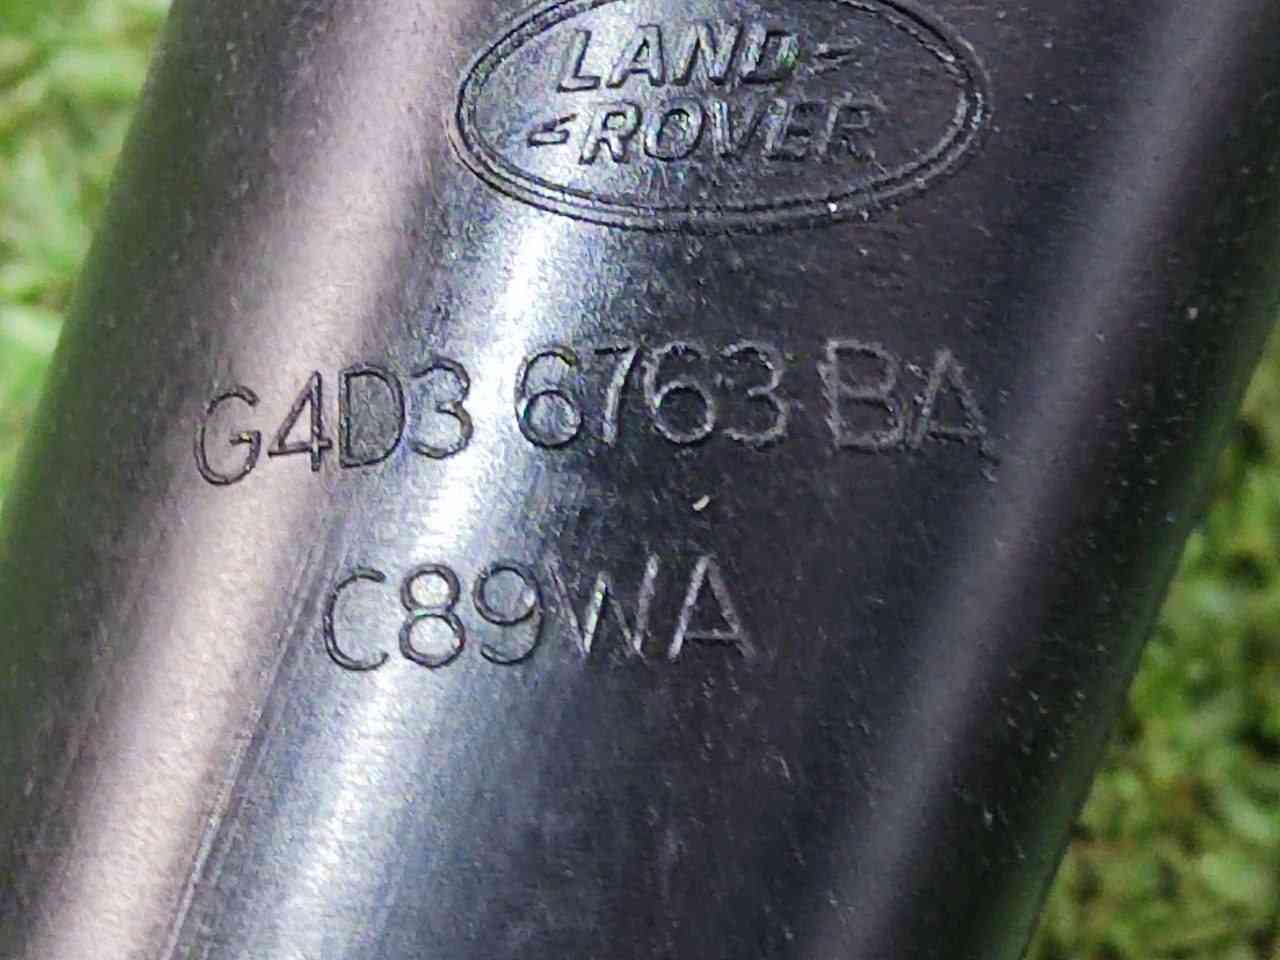 LAND
ROVER
G4D3 6763 BA
C89WA